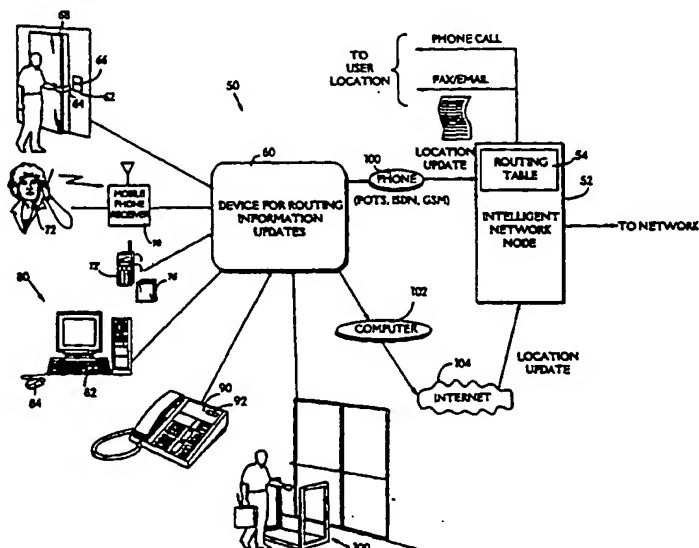 68
66
62
64
50
TO
USER
LOCATION
PHONE CALL
FAX/EMAIL
LOCATION
UPDATE
60
100
PHONE
(POTS, ISDN, GSM)
ROUTING
TABLE
54
52
INTELLIGENT
NETWORK
NODE
TO NETWORK
DEVICE FOR ROUTING
INFORMATION
UPDATES
MOBILE
PHONE
RECEIVER
70
72
77
76
80
82
84
102
COMPUTER
104
INTERNET
LOCATION
UPDATE
90
92